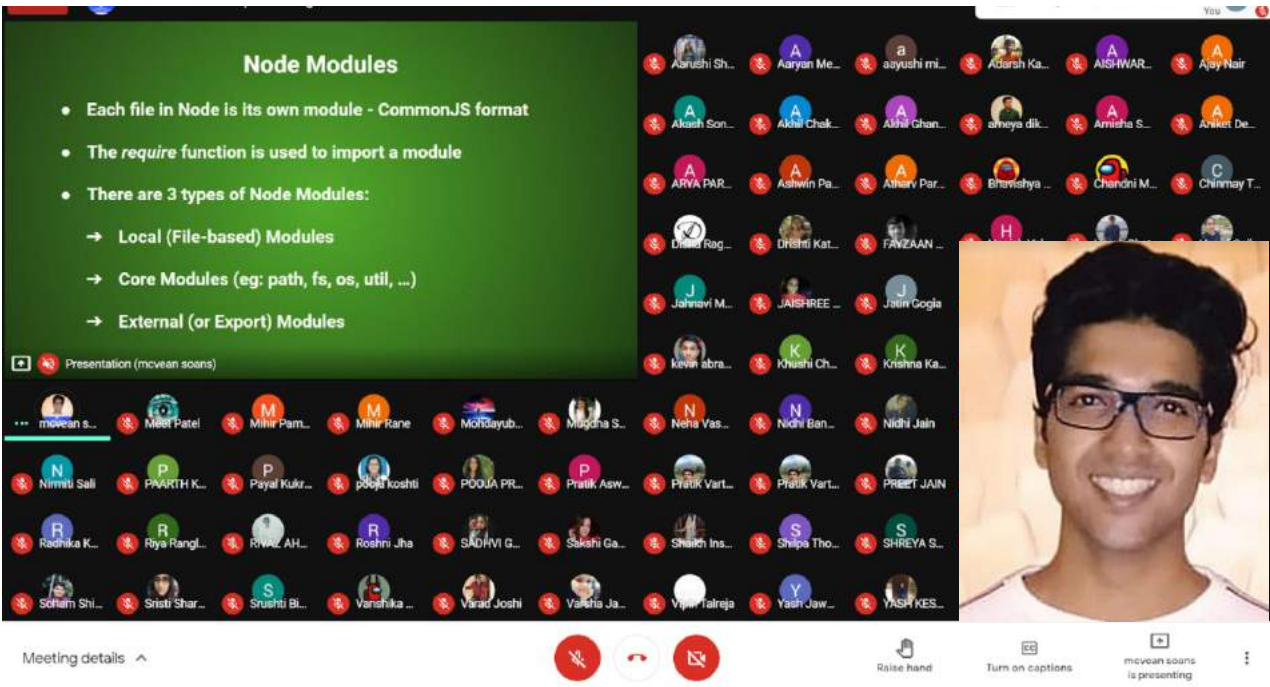 You
Node Modules
● Each file in Node is its own module - CommonJS format
● The require function is used to import a module
● There are 3 types of Node Modules:
→ Local (File-based) Modules
→ Core Modules (eg: path, fs, os, util, ...)
→ External (or Export) Modules
Presentation (mcvean soans)
A A a A A
Aarushi Sh... Aaryan Me... aayushi mi... Adarsh Ka... AISHWAR... Ajay Nair
A A A A A
Akash Son... Akhil Chak... Akhil Ghan... ameya dik... Amisha S... Aniket De...
A A A C
ARYA PAR... Ashwin Pa... Atharv Par... Bhavishya ... Chandni M... Chinmay T...
H
Rag... Drishti Kat... FAYZAAN ...
J J
Jahnavi M... JAISHREE ... Jatin Gogia
K K
kevin abra... Khushi Ch... Krishna Ka...
M M N N
mcvean s... Meet Patel Mihir Pam... Mihir Rane Mohdayub... Mugdha S... Neha Vas... Nidhi Ban... Nidhi Jain
N P P P
Nirmiti Sali PAARTH K... Payal Kukr... pooja koshti POOJA PR... Pratik Asw... Pratik Vart... Pratik Vart... PREET JAIN
R R R S S
Radhika K... Riya Rangl... RIYAZ AH... Roshni Jha SADHVI G... Sakshi Ga... Shaikh Ins... Shilpa Tho... SHREYA S...
S Y
Soham Shi... Sristi Shar... Srushti Bi... Vanshika ... Varad Joshi Varsha Ja... Vipin Talreja Yash Jaw... YASH KES...
Meeting details
Raise hand
CC
Turn on captions
mcvean soans
is presenting